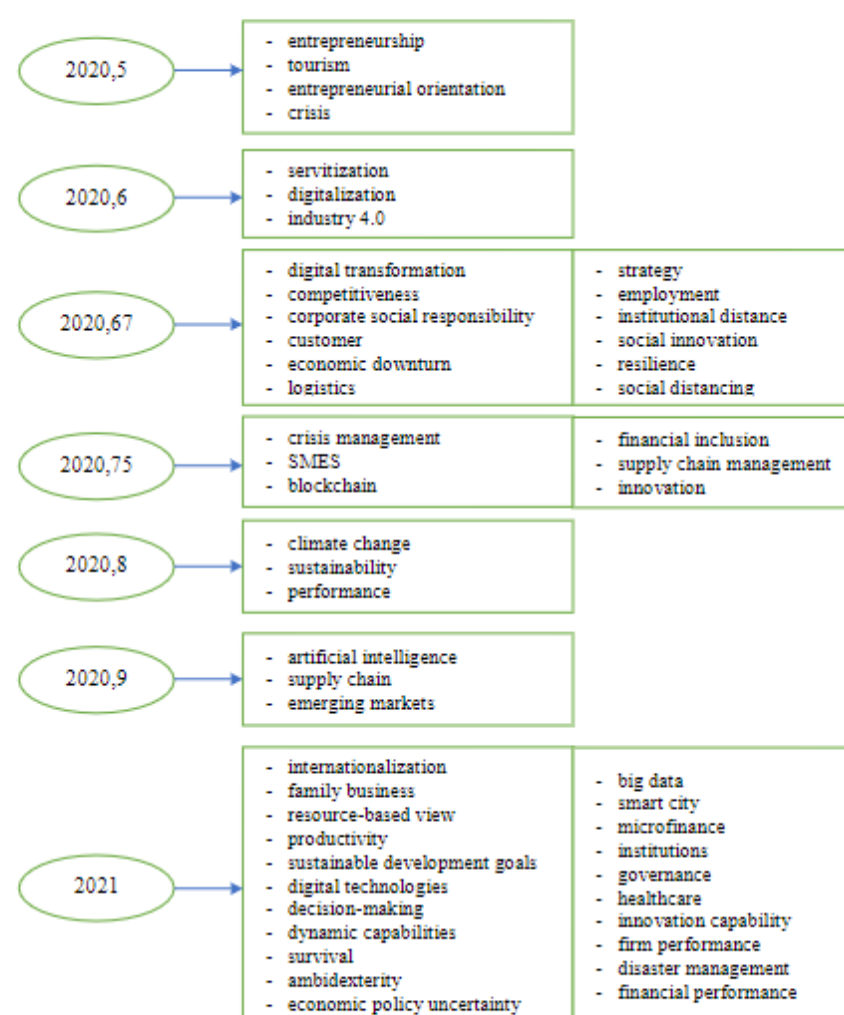 2020,5
- entrepreneurship
- tourism
- entrepreneurial orientation
- crisis
2020,6
- servitization
- digitalization
- industry 4.0
2020,67
- digital transformation
- competitiveness
- corporate social responsibility
- customer
- economic downturn
- logistics
- strategy
- employment
- institutional distance
- social innovation
- resilience
- social distancing
2020,75
- crisis management
- SMES
- blockchain
- financial inclusion
- supply chain management
- innovation
2020,8
- climate change
- sustainability
- performance
2020,9
- artificial intelligence
- supply chain
- emerging markets
2021
- internationalization
- family business
- resource-based view
- productivity
- sustainable development goals
- digital technologies
- decision-making
- dynamic capabilities
- survival
- ambidexterity
- economic policy uncertainty
- big data
- smart city
- microfinance
- institutions
- governance
- healthcare
- innovation capability
- firm performance
- disaster management
- financial performance